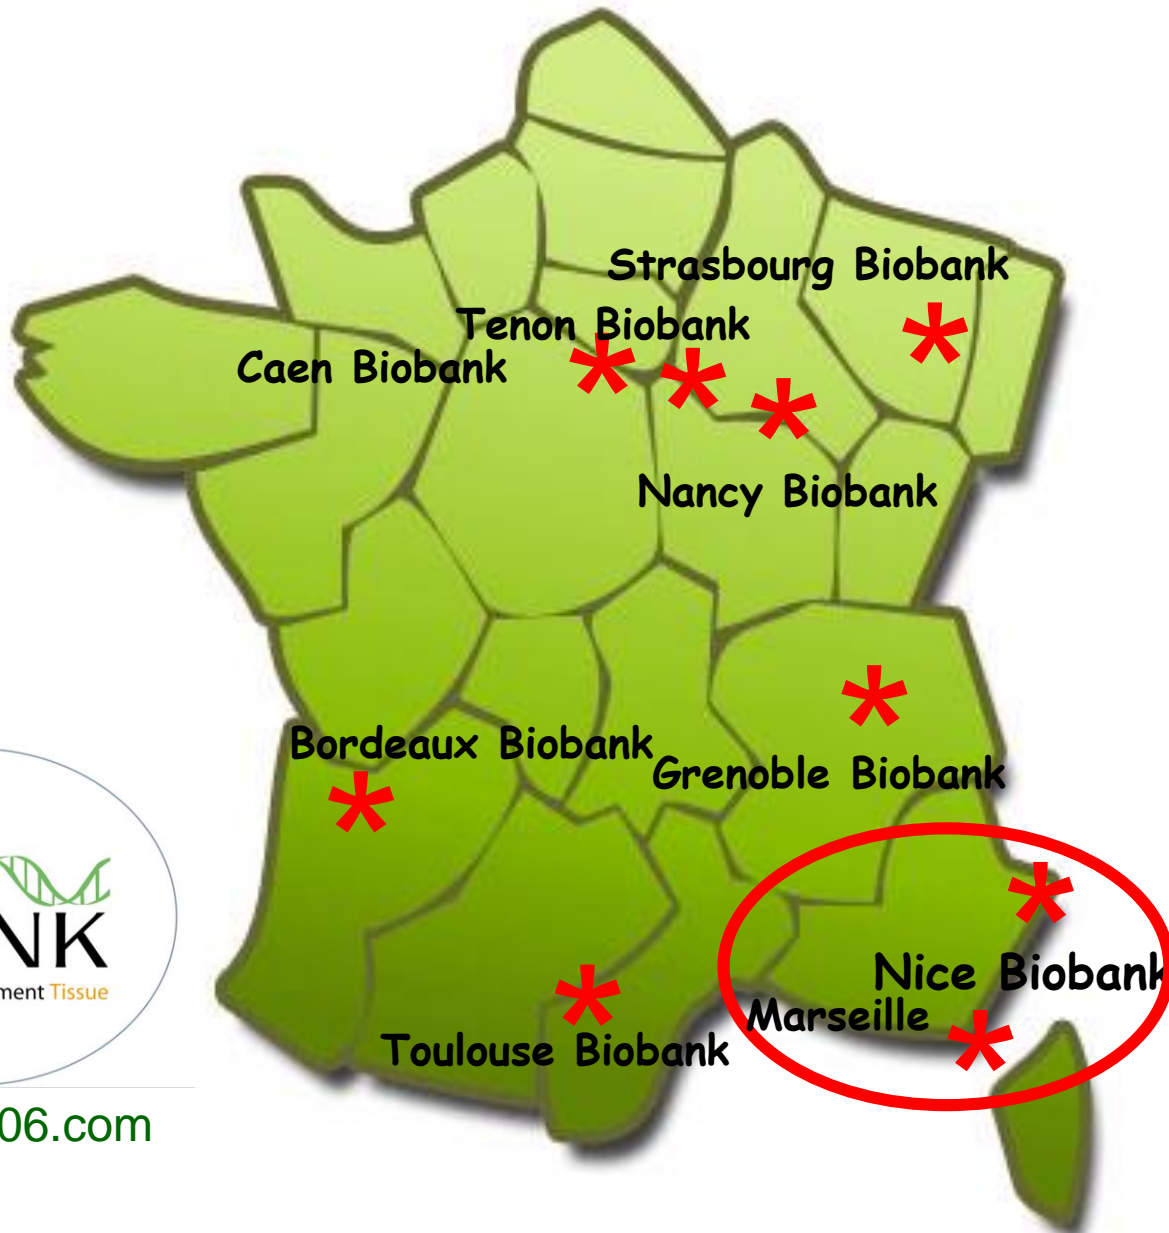 Strasbourg Biobank
Tenon Biobank
Caen Biobank
Nancy Biobank
Bordeaux Biobank
Grenoble Biobank
NK
ment Tissue
Nice Biobank
Marseille
Toulouse Biobank
06.com